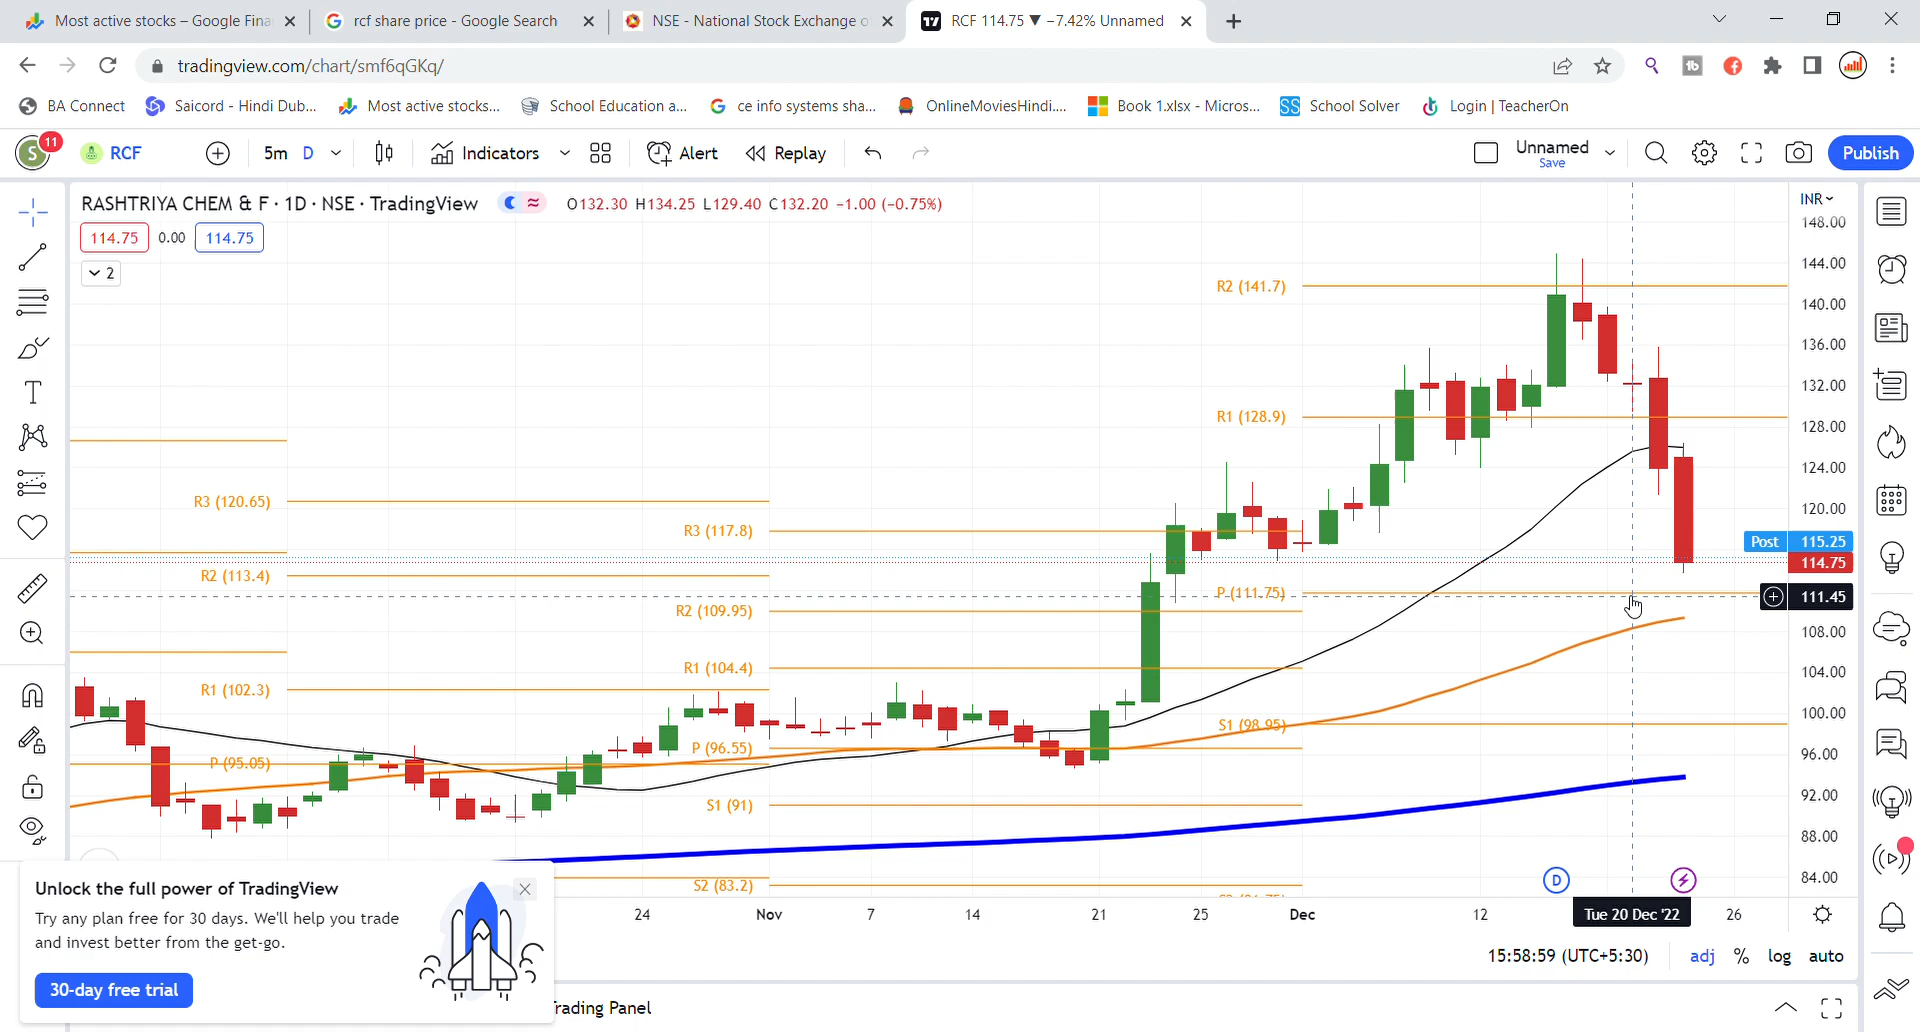 Most active stocks – Google Fina
rcf share price - Google Search
NSE - National Stock Exchange o
RCF 114.75 ▼ −7.42% Unnamed
tradingview.com/chart/smf6qGKq/
BA Connect
Saicord - Hindi Dub...
Most active stocks...
School Education a...
ce info systems sha...
OnlineMoviesHindi....
Book 1.xlsx - Micros...
School Solver
Login | TeacherOn
S 11
RCF
5m D
Indicators
Alert
Replay
Unnamed
Save
Publish
RASHTRIYA CHEM & F · 1D · NSE · TradingView
O132.30 H134.25 L129.40 C132.20 −1.00 (−0.75%)
INR
114.75 0.00 114.75
2
148.00
144.00
R2 (141.7)
140.00
136.00
132.00
R1 (128.9)
128.00
124.00
R3 (120.65)
120.00
R3 (117.8)
Post 115.25
114.75
R2 (113.4)
P (111.75)
111.45
R2 (109.95)
108.00
R1 (104.4)
104.00
R1 (102.3)
100.00
S1 (98.95)
P (96.55)
96.00
P (95.05)
92.00
S1 (91)
88.00
S2 (83.2)
84.00
D
24 Nov 7 14 21 25 Dec 12 Tue 20 Dec '22 26
Unlock the full power of TradingView
Try any plan free for 30 days. We'll help you trade
and invest better from the get-go.
30-day free trial
15:58:59 (UTC+5:30) adj % log auto
rading Panel